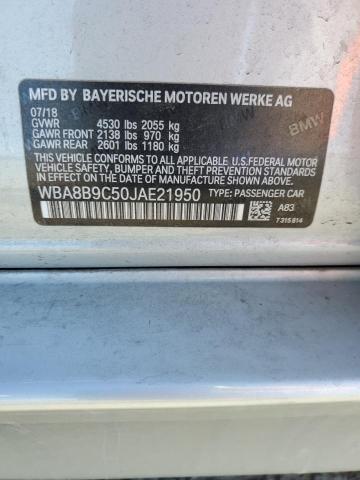 MFD BY BAYERISCHE MOTOREN WERKE AG
07/18
GVWR 4530 lbs 2055 kg
GAWR FRONT 2138 lbs 970 kg
GAWR REAR 2601 lbs 1180 kg
THIS VEHICLE CONFORMS TO ALL APPLICABLE U.S.FEDERAL MOTOR
VEHICLE SAFETY, BUMPER, AND THEFT PREVENTION STANDARDS
IN EFFECT ON THE DATE OF MANUFACTURE SHOWN ABOVE.
WBA8B9C50JAE21950 TYPE: PASSENGER CAR
A83
7315814
BMW
BMW